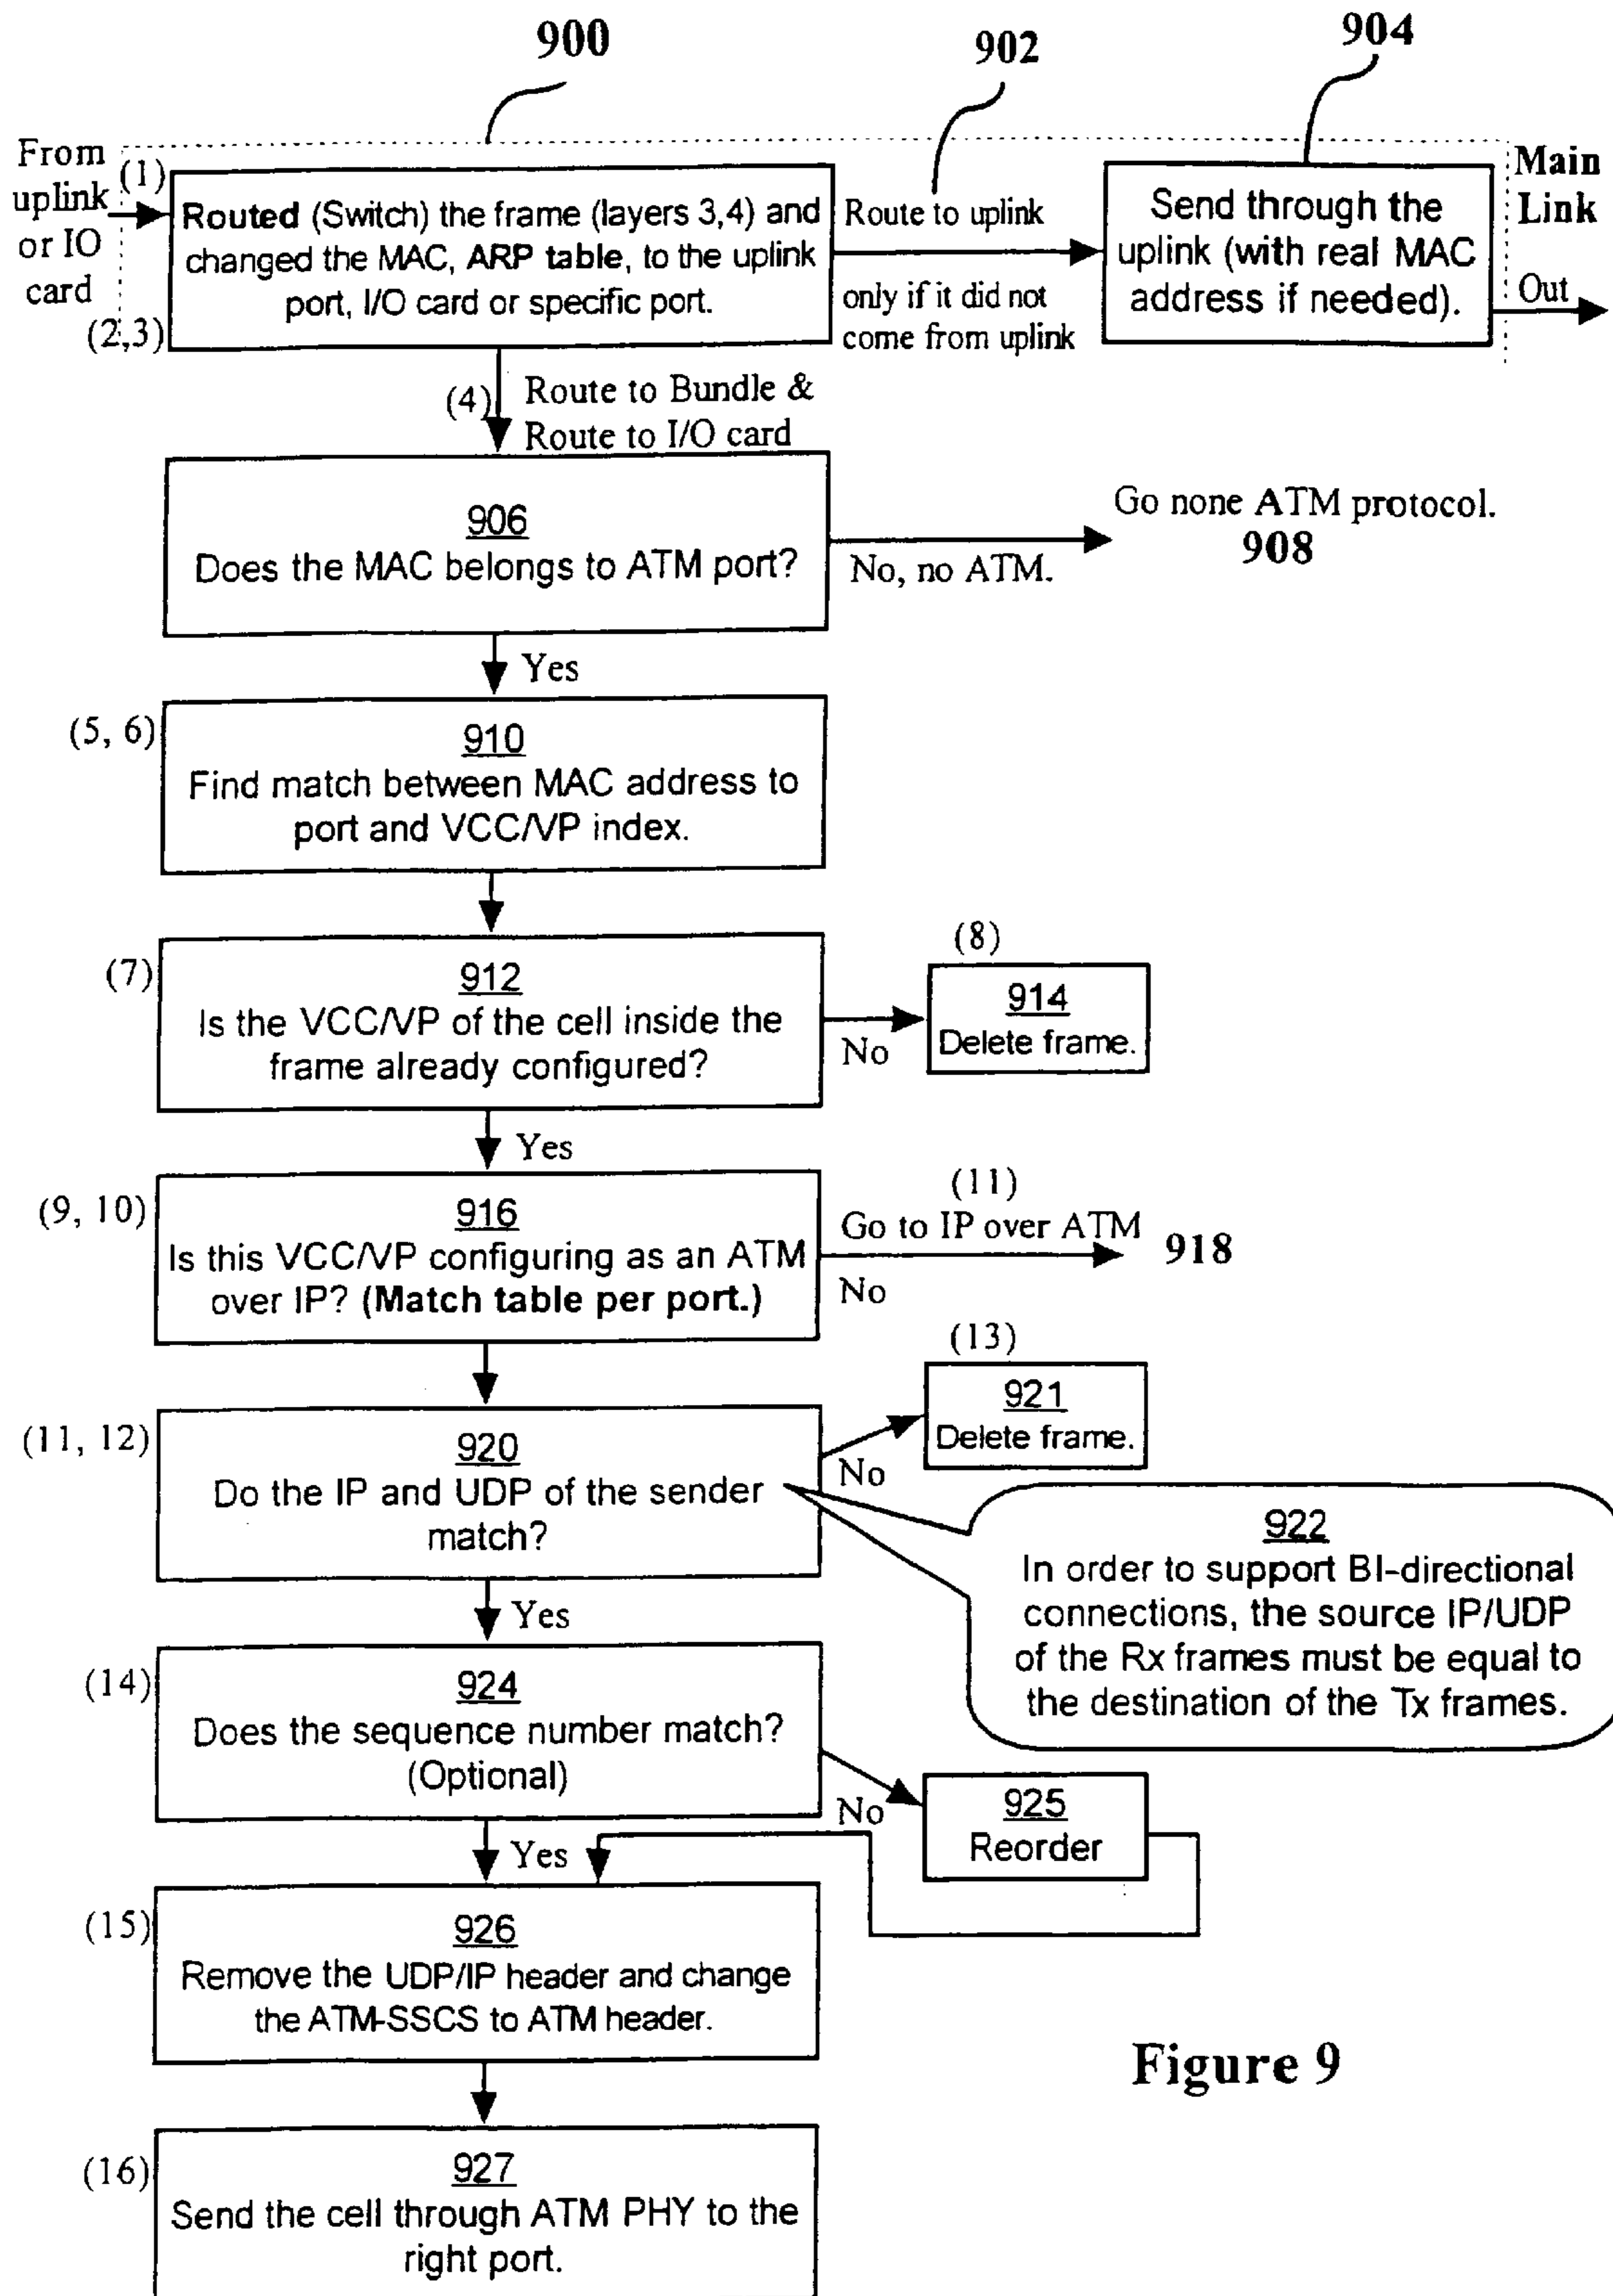 900
902
904
From
uplink
or IO
card
(1)
(2,3)
Routed (Switch) the frame (layers 3,4) and
changed the MAC, ARP table, to the uplink
port, I/O card or specific port.
Route to uplink
only if it did not
come from uplink
Send through the
uplink (with real MAC
address if needed).
Main
Link
Out
(4)
Route to Bundle &
Route to I/O card
906
Does the MAC belongs to ATM port?
No, no ATM.
Go none ATM protocol.
908
Yes
(5, 6)
910
Find match between MAC address to
port and VCC/VP index.
(7)
912
Is the VCC/VP of the cell inside the
frame already configured?
No
(8)
914
Delete frame.
Yes
(9, 10)
916
Is this VCC/VP configuring as an ATM
over IP? (Match table per port.)
(11)
Go to IP over ATM
No
918
(11, 12)
920
Do the IP and UDP of the sender
match?
No
(13)
921
Delete frame.
922
In order to support BI-directional
connections, the source IP/UDP
of the Rx frames must be equal to
the destination of the Tx frames.
Yes
(14)
924
Does the sequence number match?
(Optional)
No
925
Reorder
Yes
(15)
926
Remove the UDP/IP header and change
the ATM-SSCS to ATM header.
(16)
927
Send the cell through ATM PHY to the
right port.
Figure 9